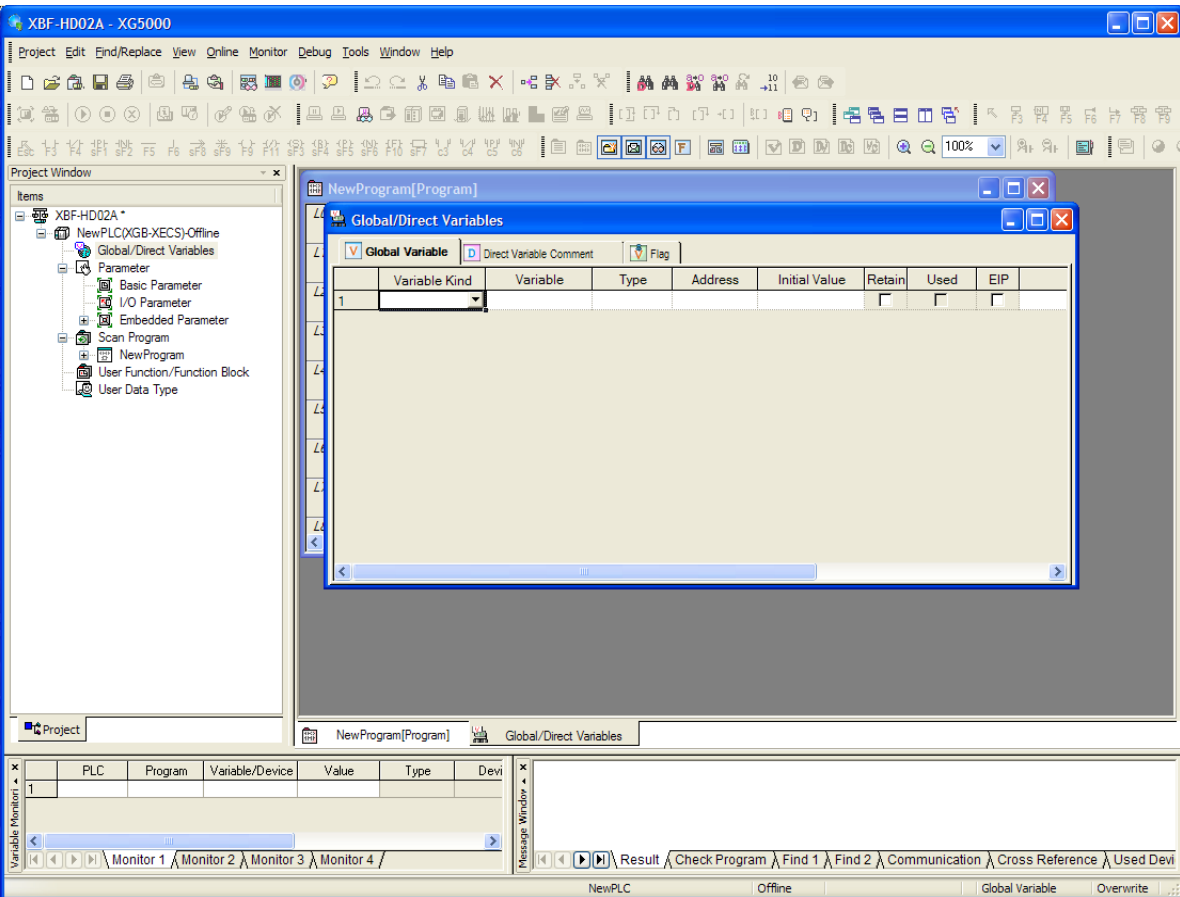 XBF-HD02A - XG5000
Project Edit Find/Replace View Online Monitor Debug Tools Window Help
100%
Project Window
Items
XBF-HD02A *
NewPLC(XGB-XECS)-Offline
Global/Direct Variables
Parameter
Basic Parameter
I/O Parameter
Embedded Parameter
Scan Program
NewProgram
User Function/Function Block
User Data Type
Project
NewProgram[Program]
Global/Direct Variables
Global Variable Direct Variable Comment Flag
Variable Kind Variable Type Address Initial Value Retain Used EIP
1
NewProgram[Program] Global/Direct Variables
Variable Monitori
PLC Program Variable/Device Value Type Devi
1
Monitor 1 Monitor 2 Monitor 3 Monitor 4
Message Window
Result Check Program Find 1 Find 2 Communication Cross Reference Used Devi
NewPLC Offline Global Variable Overwrite